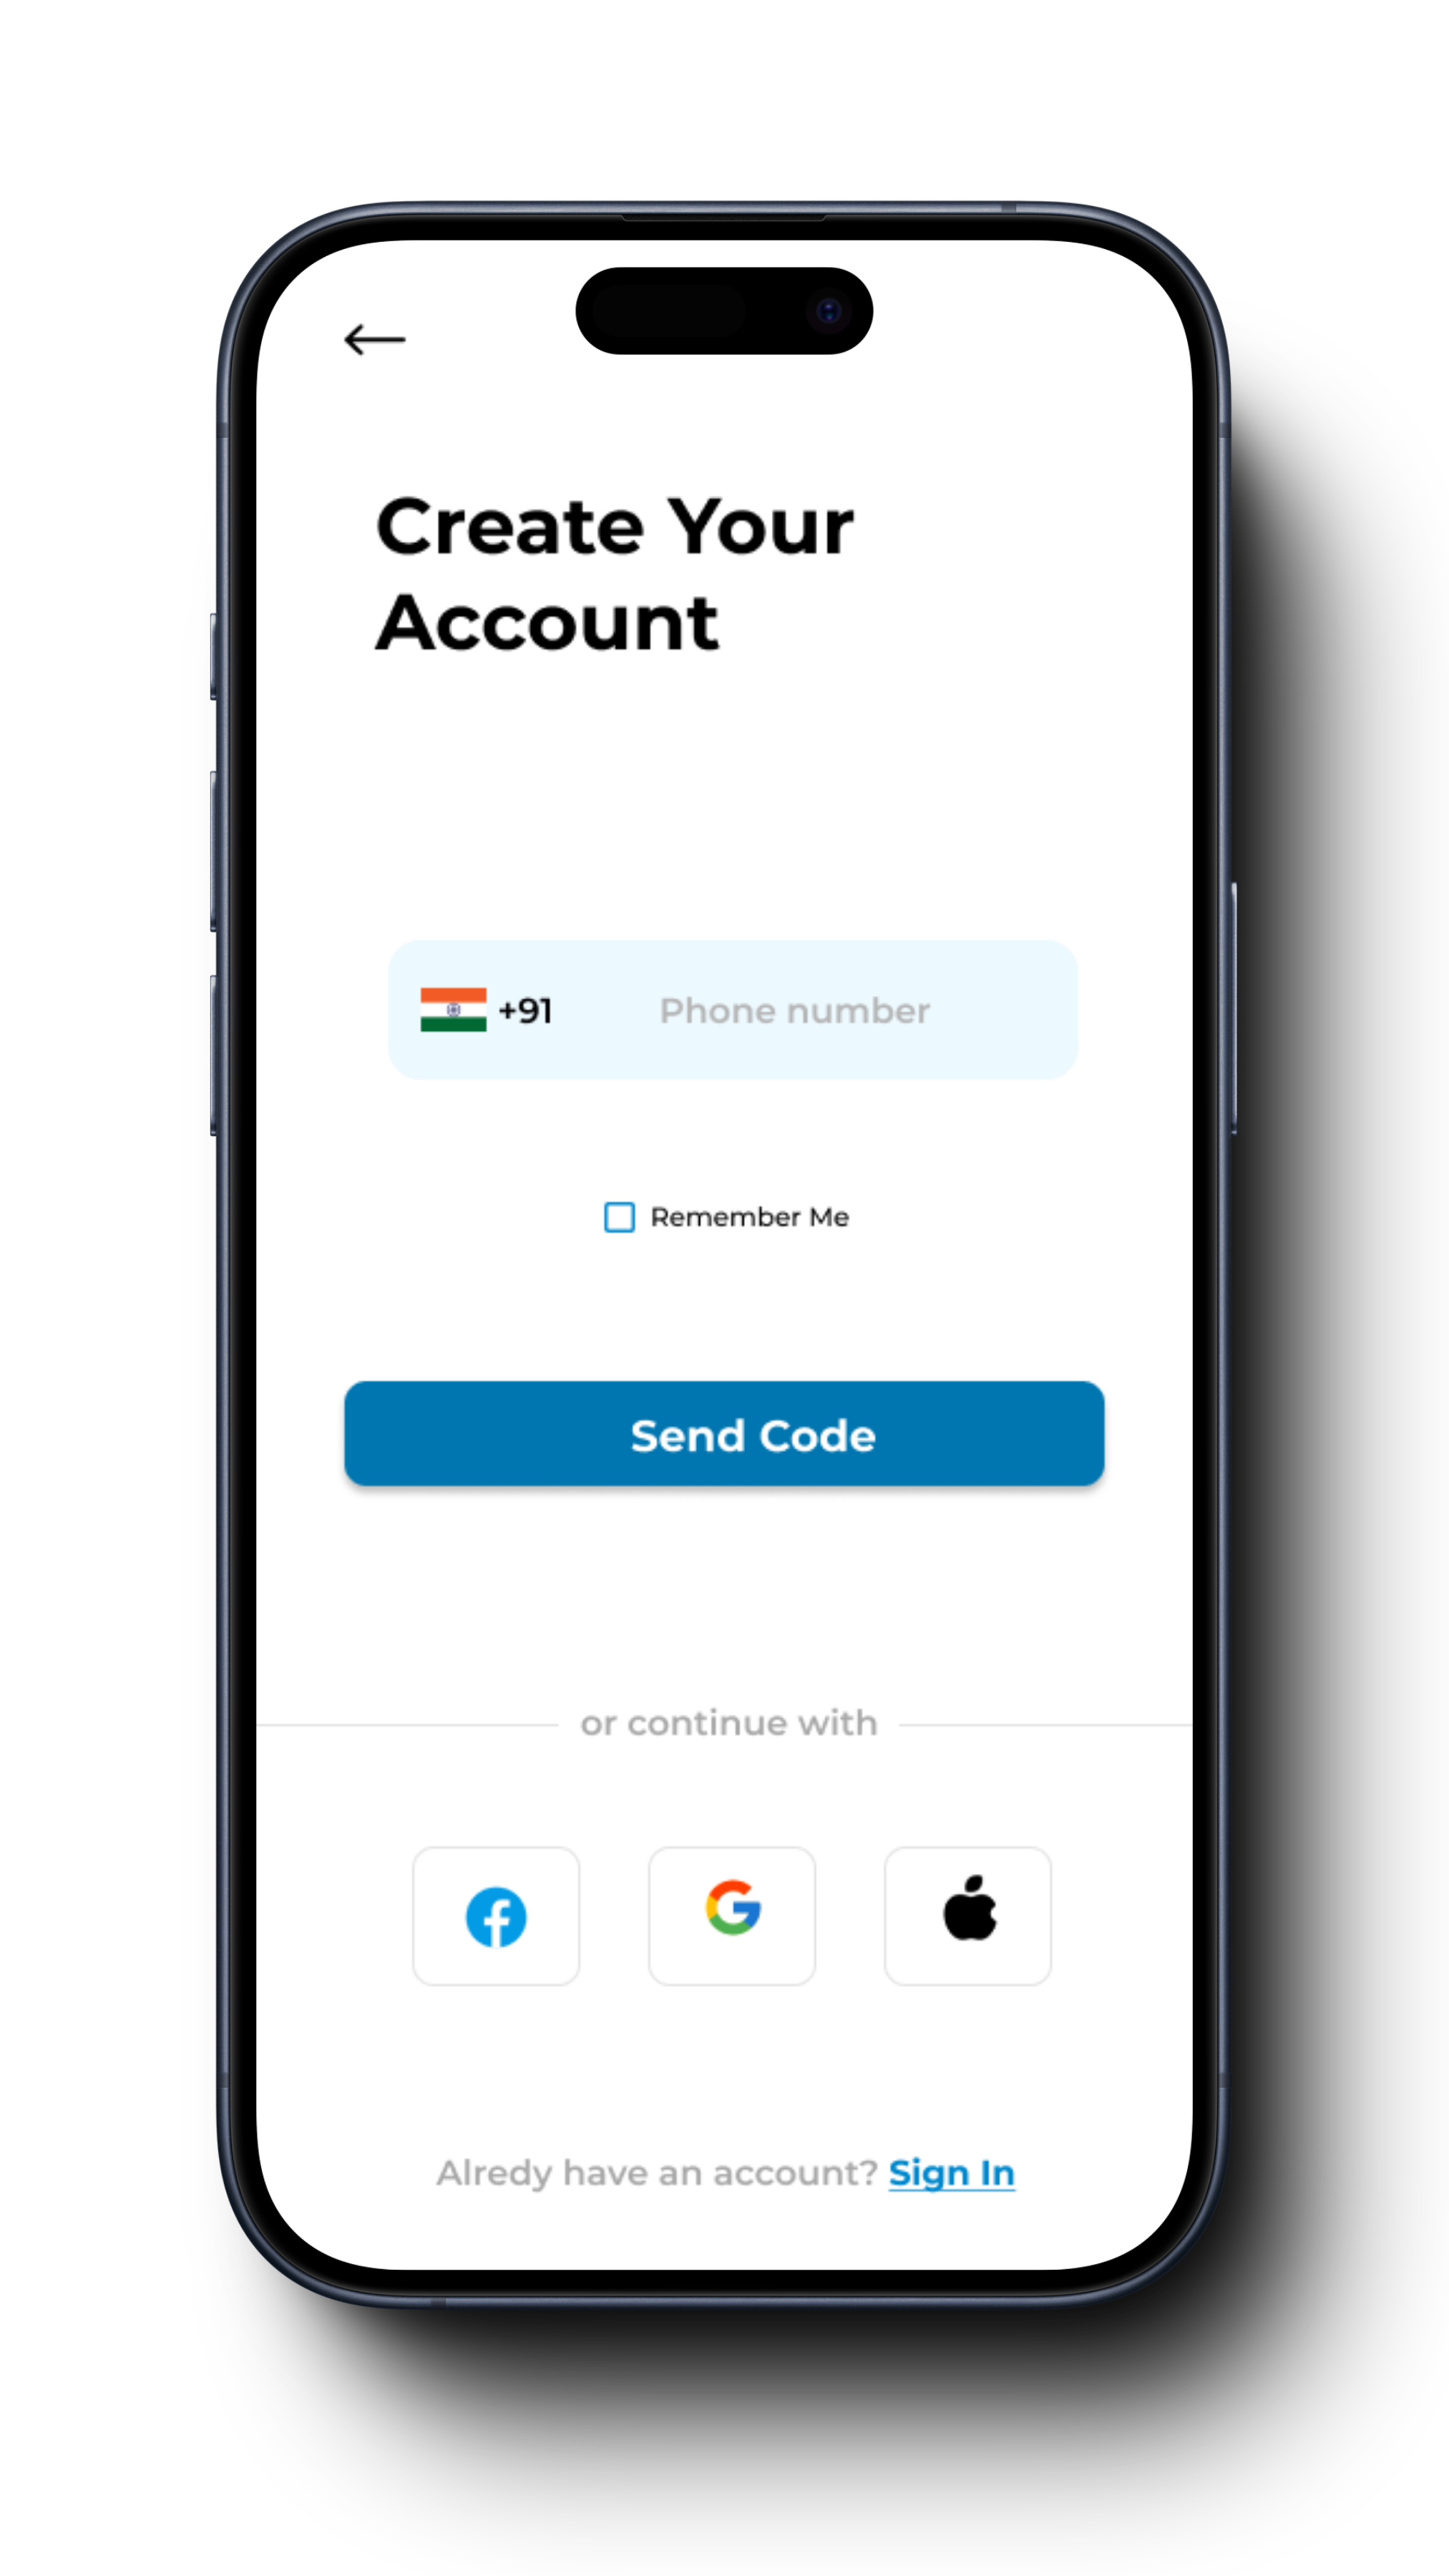 Create Your
Account
+91 Phone number
Remember Me
Send Code
or continue with
Alredy have an account? Sign In